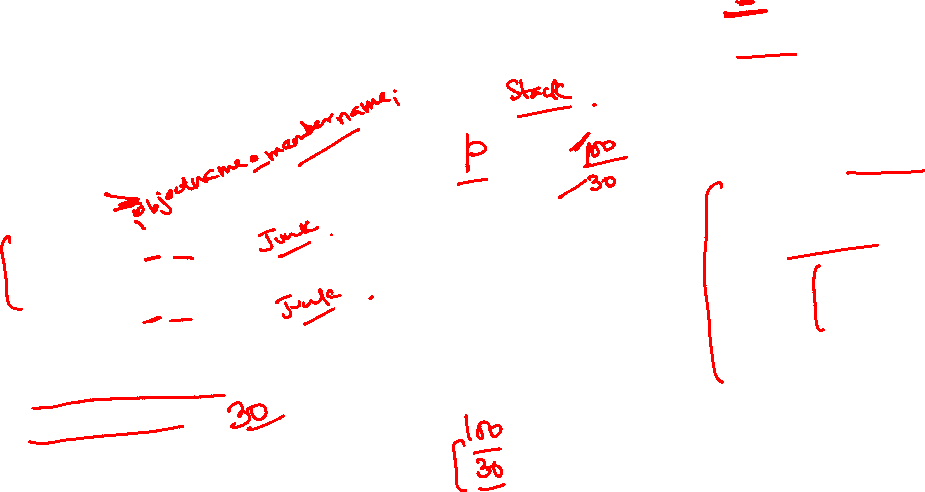 Stack.
objectname.membername;
P 100
30
Junk.
Junk.
30
100
30